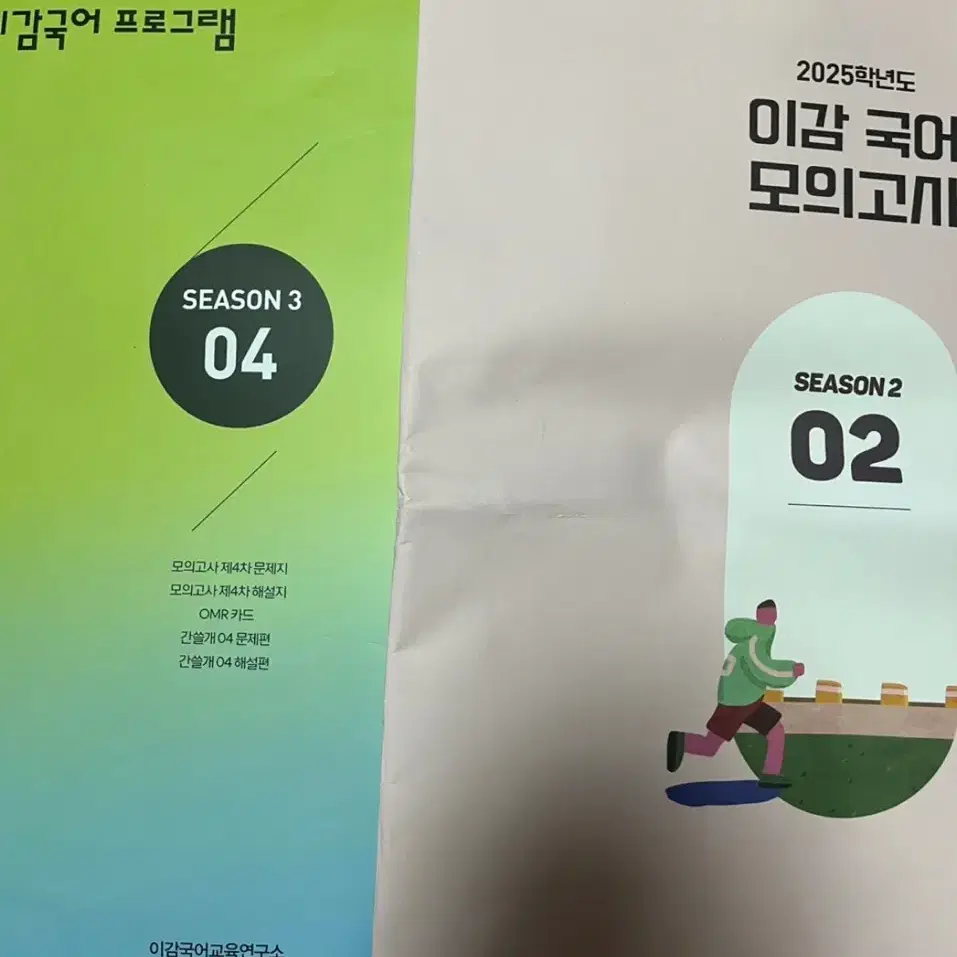 이감국어 프로그램
SEASON 3
04
모의고사 제4차 문제지
모의고사 제4차 해설지
OMR 카드
간쓸개 04 문제편
간쓸개 04 해설편
이감국어교육연구소
2025학년도
이감 국어
모의고사
SEASON 2
02